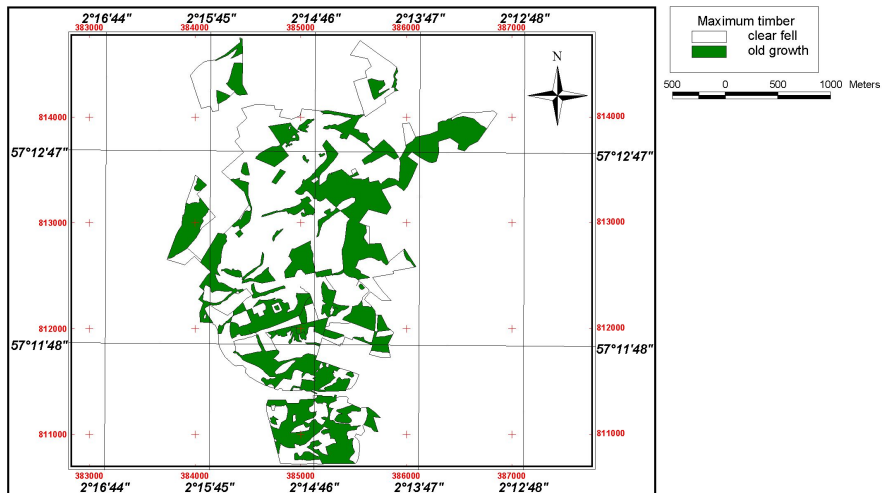 2°16'44" 2°15'45" 2°14'46" 2°13'47" 2°12'48"
383000 384000 385000 386000 387000
Maximum timber
clear fell
old growth
N
500 0 500 1000 Meters
814000 814000
57°12'47" 57°12'47"
813000 813000
812000 812000
57°11'48" 57°11'48"
811000 811000
383000 384000 385000 386000 387000
2°16'44" 2°15'45" 2°14'46" 2°13'47" 2°12'48"